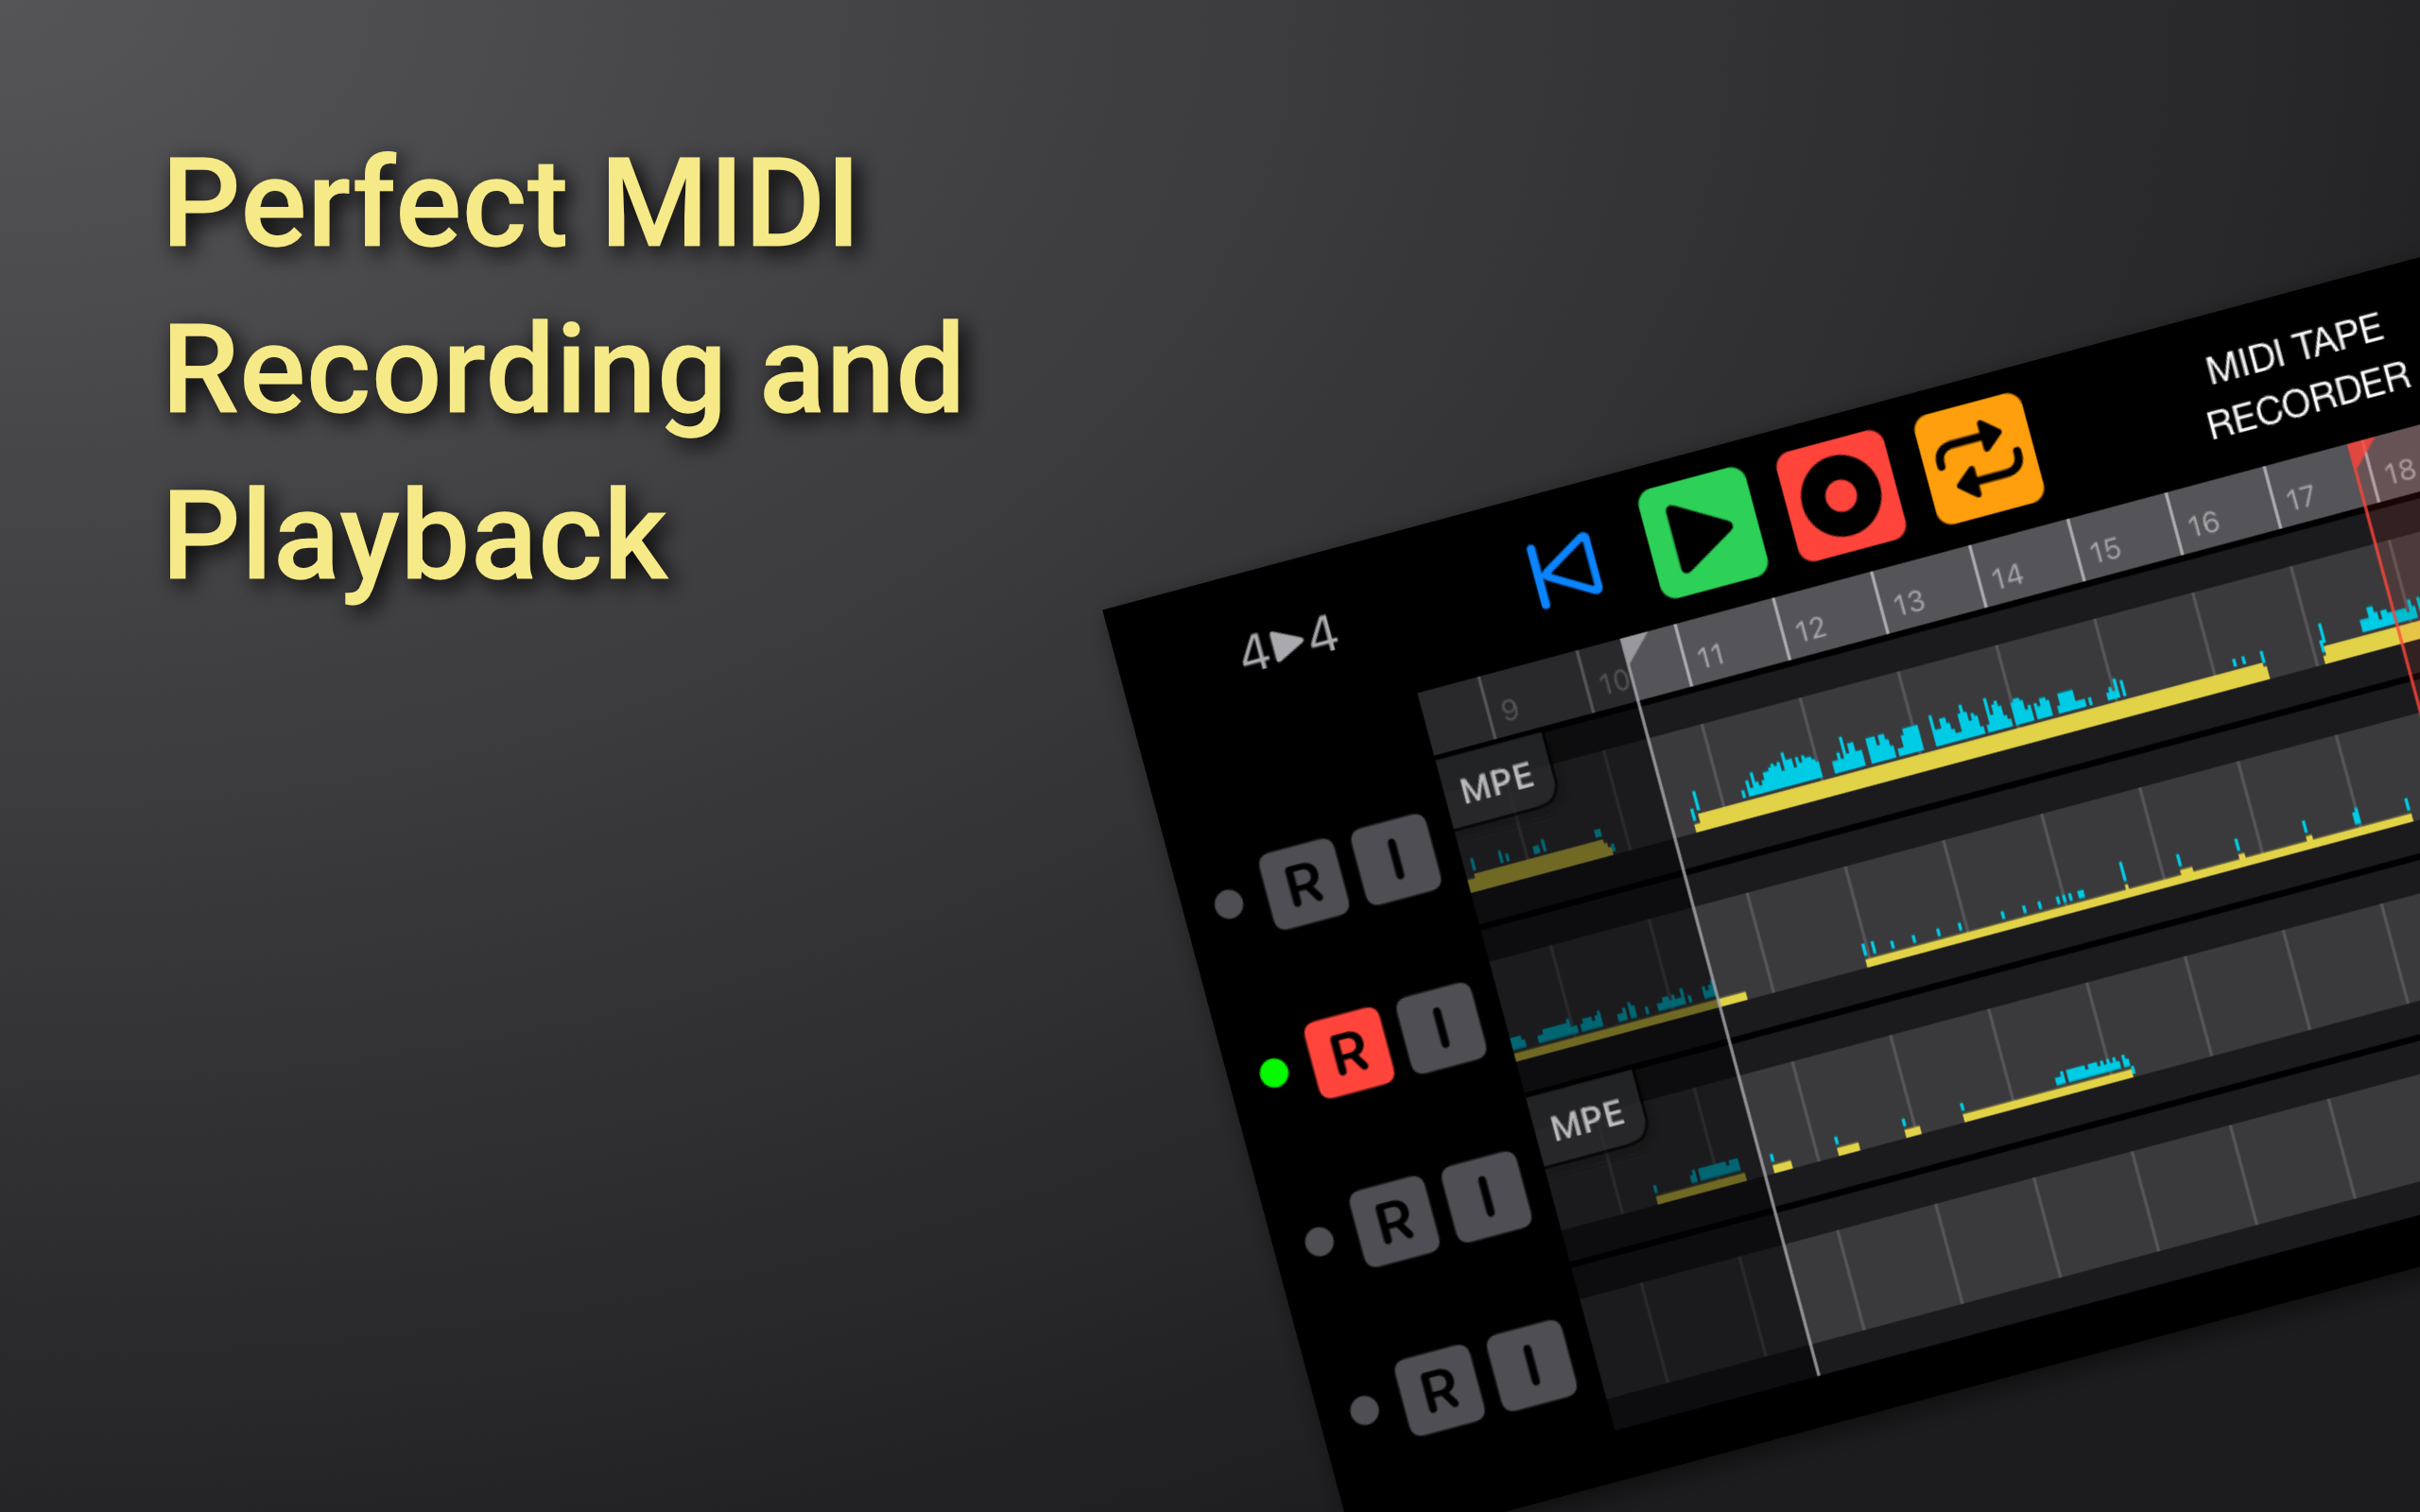 Perfect MIDI
Recording and
Playback
MIDI TAPE
RECORDER
4▶4
9 10 11 12 13 14 15 16 17 18
MPE
R I
R I
MPE
R I
R I